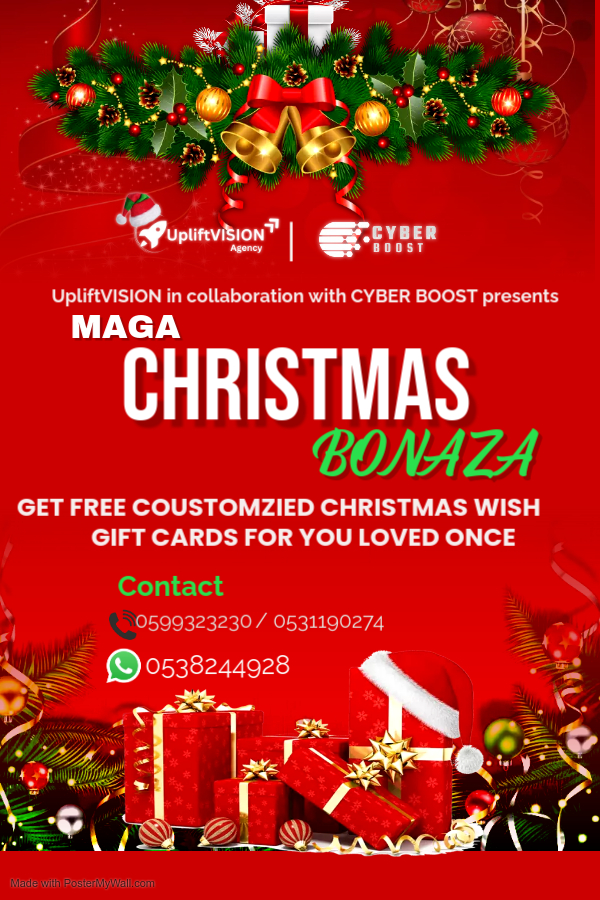 UpliftVISION
Agency
CYBER
BOOST
UpliftVISION in collaboration with CYBER BOOST presents
MAGA
CHRISTMAS
BONAZA
GET FREE COUSTOMZIED CHRISTMAS WISH
GIFT CARDS FOR YOU LOVED ONCE
Contact
0599323230 / 0531190274
0538244928
Made with PosterMyWall.com